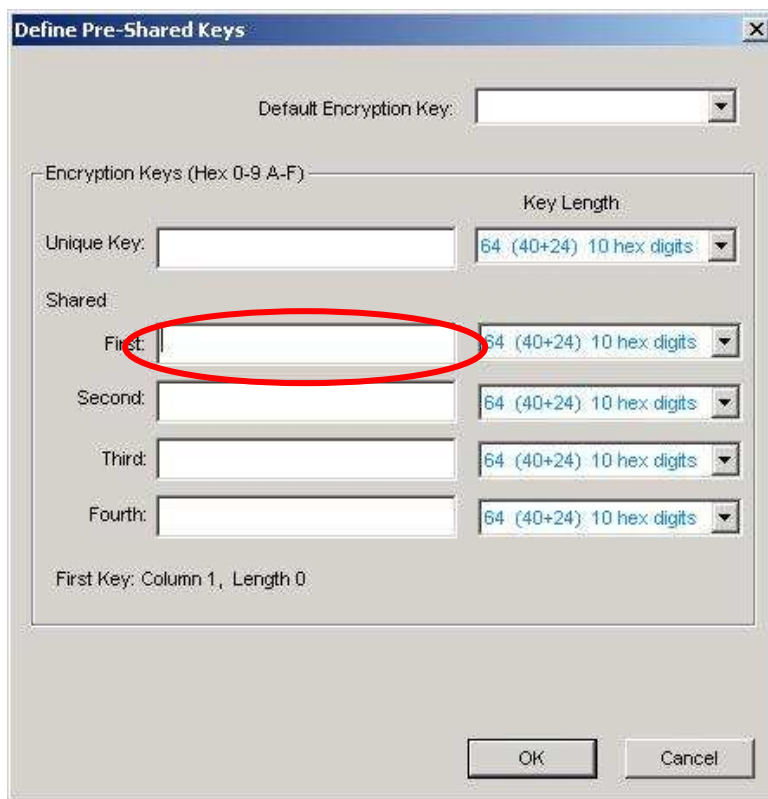 Define Pre-Shared Keys
Default Encryption Key:
Encryption Keys (Hex 0-9 A-F)
Key Length
Unique Key: 64 (40+24) 10 hex digits
Shared
First: 64 (40+24) 10 hex digits
Second: 64 (40+24) 10 hex digits
Third: 64 (40+24) 10 hex digits
Fourth: 64 (40+24) 10 hex digits
First Key: Column 1, Length 0
OK Cancel